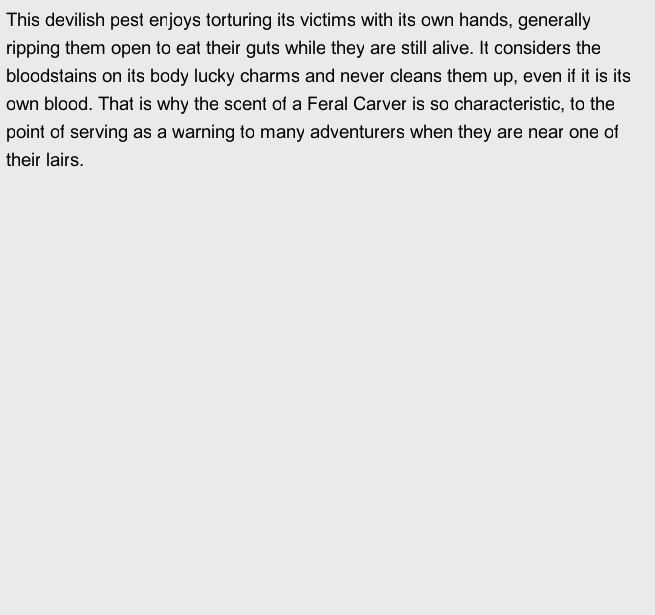 This devilish pest enjoys torturing its victims with its own hands, generally
ripping them open to eat their guts while they are still alive. It considers the
bloodstains on its body lucky charms and never cleans them up, even if it is its
own blood. That is why the scent of a Feral Carver is so characteristic, to the
point of serving as a warning to many adventurers when they are near one of
their lairs.